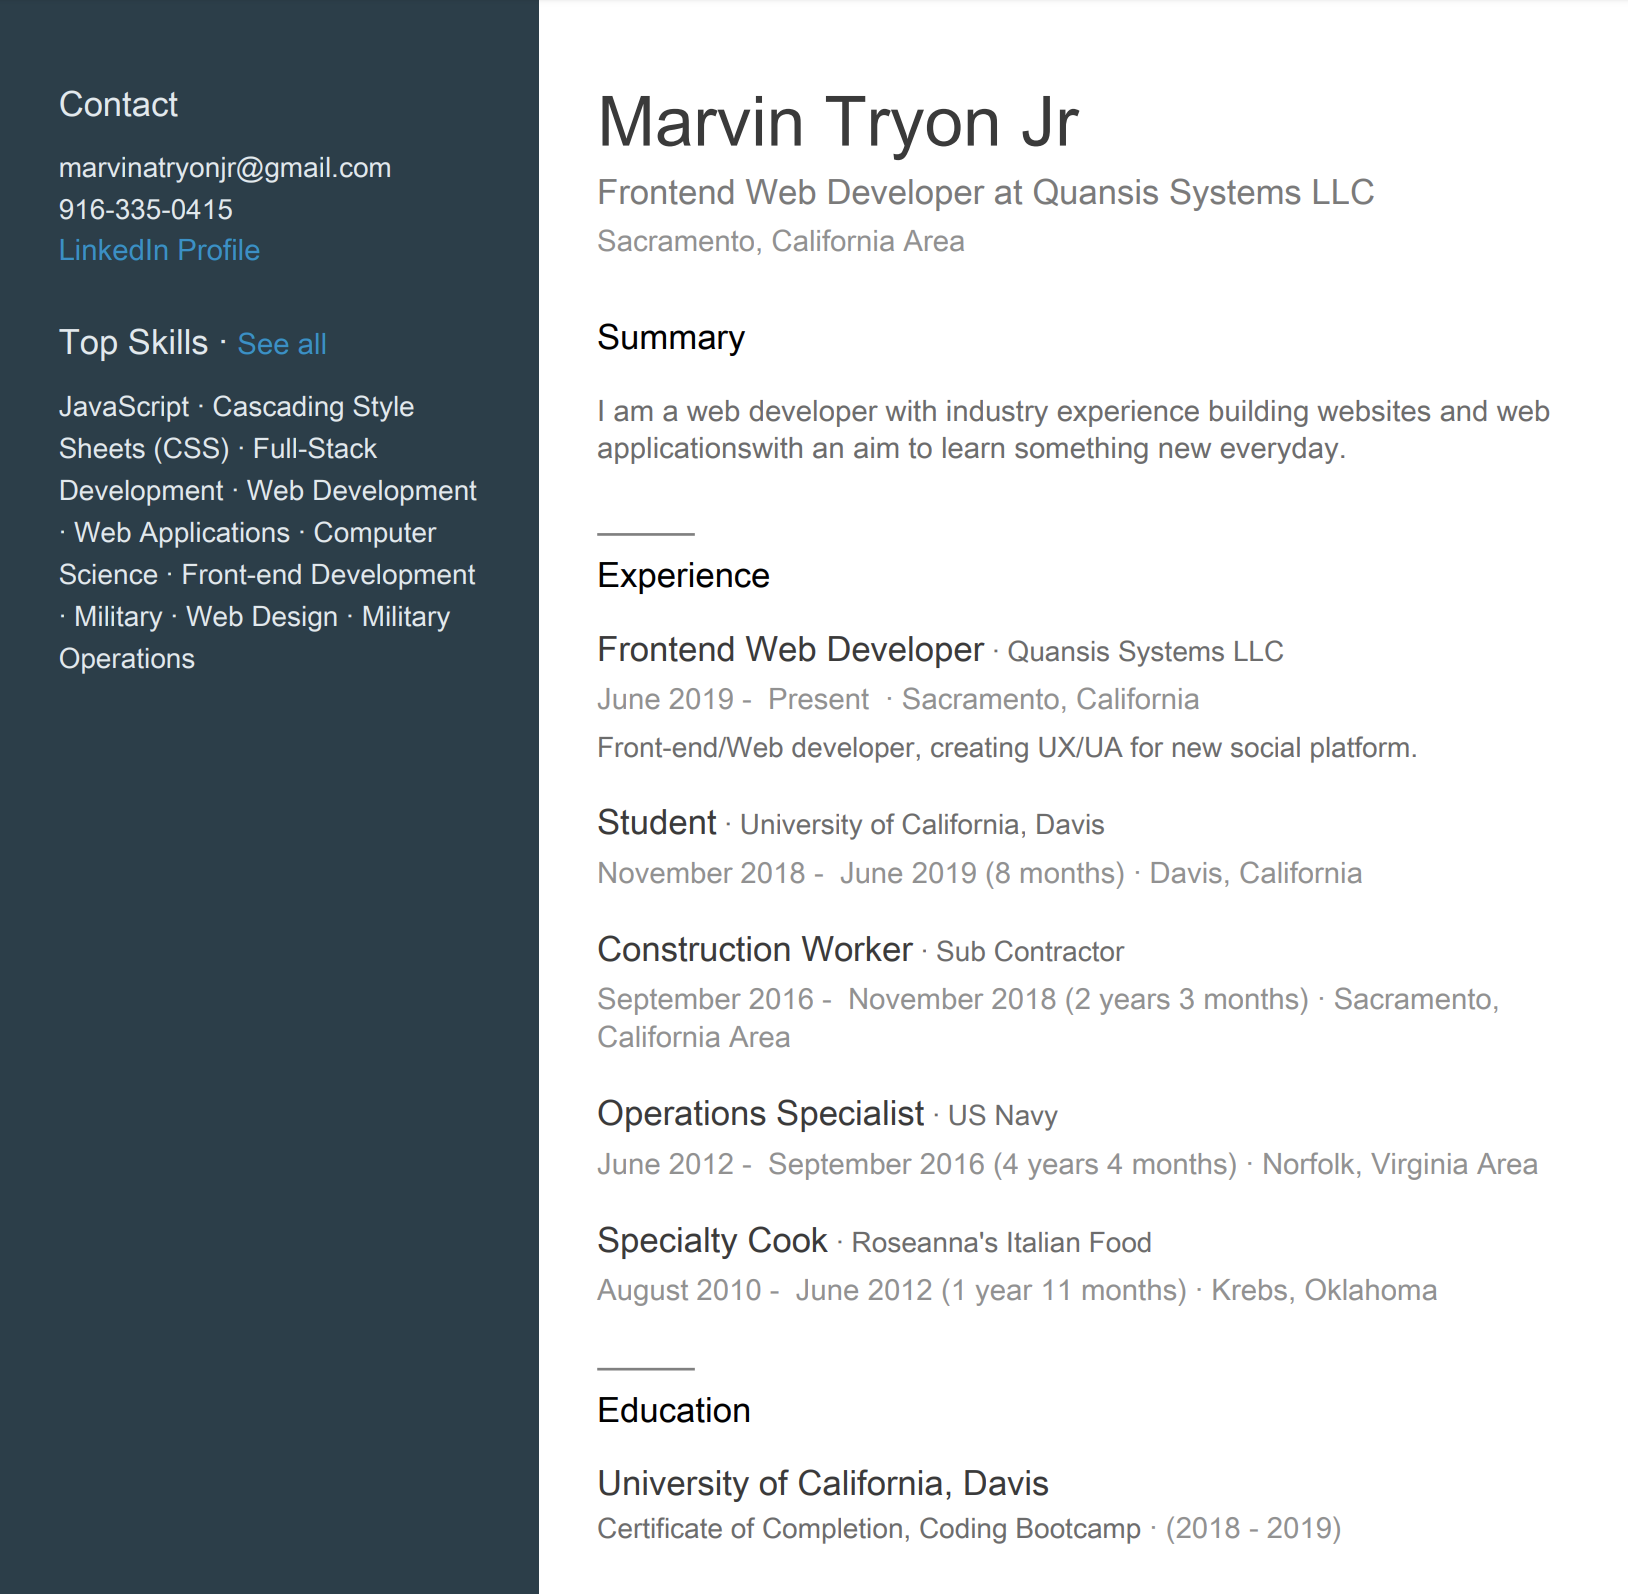 Contact
marvinatryonjr@gmail.com
916-335-0415
LinkedIn Profile
Top Skills · See all
JavaScript · Cascading Style
Sheets (CSS) · Full-Stack
Development · Web Development
· Web Applications · Computer
Science · Front-end Development
· Military · Web Design · Military
Operations
Marvin Tryon Jr
Frontend Web Developer at Quansis Systems LLC
Sacramento, California Area
Summary
I am a web developer with industry experience building websites and web
applicationswith an aim to learn something new everyday.
Experience
Frontend Web Developer · Quansis Systems LLC
June 2019 - Present · Sacramento, California
Front-end/Web developer, creating UX/UA for new social platform.
Student · University of California, Davis
November 2018 - June 2019 (8 months) · Davis, California
Construction Worker · Sub Contractor
September 2016 - November 2018 (2 years 3 months) · Sacramento,
California Area
Operations Specialist · US Navy
June 2012 - September 2016 (4 years 4 months) · Norfolk, Virginia Area
Specialty Cook · Roseanna's Italian Food
August 2010 - June 2012 (1 year 11 months) · Krebs, Oklahoma
Education
University of California, Davis
Certificate of Completion, Coding Bootcamp · (2018 - 2019)